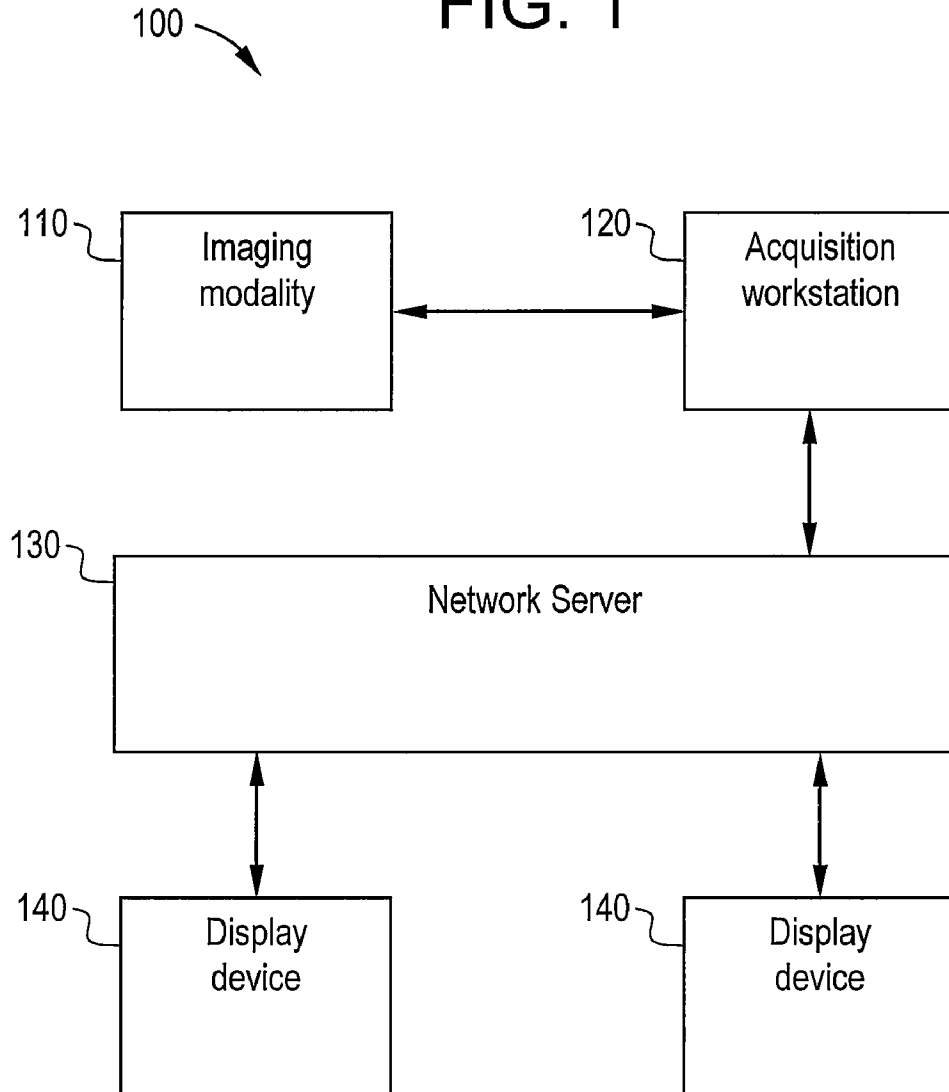 FIG. 1
100
110
Imaging
modality
120
Acquisition
workstation
130
Network Server
140
Display
device
140
Display
device